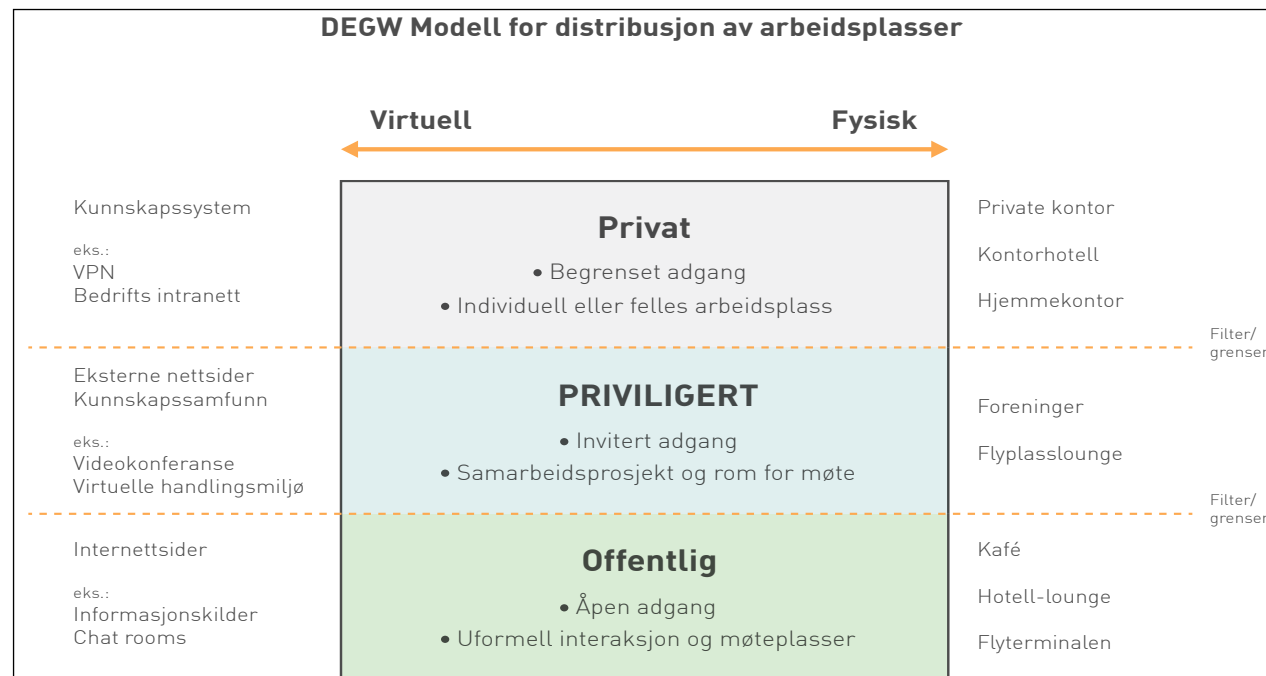 DEGW Modell for distribusjon av arbeidsplasser
Virtuell
Fysisk
Kunnskapssystem
eks.:
VPN
Bedrifts intranett
Privat
• Begrenset adgang
• Individuell eller felles arbeidsplass
Private kontor
Kontorhotell
Hjemmekontor
Filter/
grenser
Eksterne nettsider
Kunnskapssamfunn
eks.:
Videokonferanse
Virtuelle handlingsmiljø
PRIVILIGERT
• Invitert adgang
• Samarbeidsprosjekt og rom for møte
Foreninger
Flyplasslounge
Filter/
grenser
Internettsider
eks.:
Informasjonskilder
Chat rooms
Offentlig
• Åpen adgang
• Uformell interaksjon og møteplasser
Kafé
Hotell-lounge
Flyterminalen